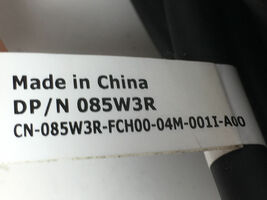 Made in China
DP/N 085W3R
CN-085W3R-FCH00-04M-001I-A00